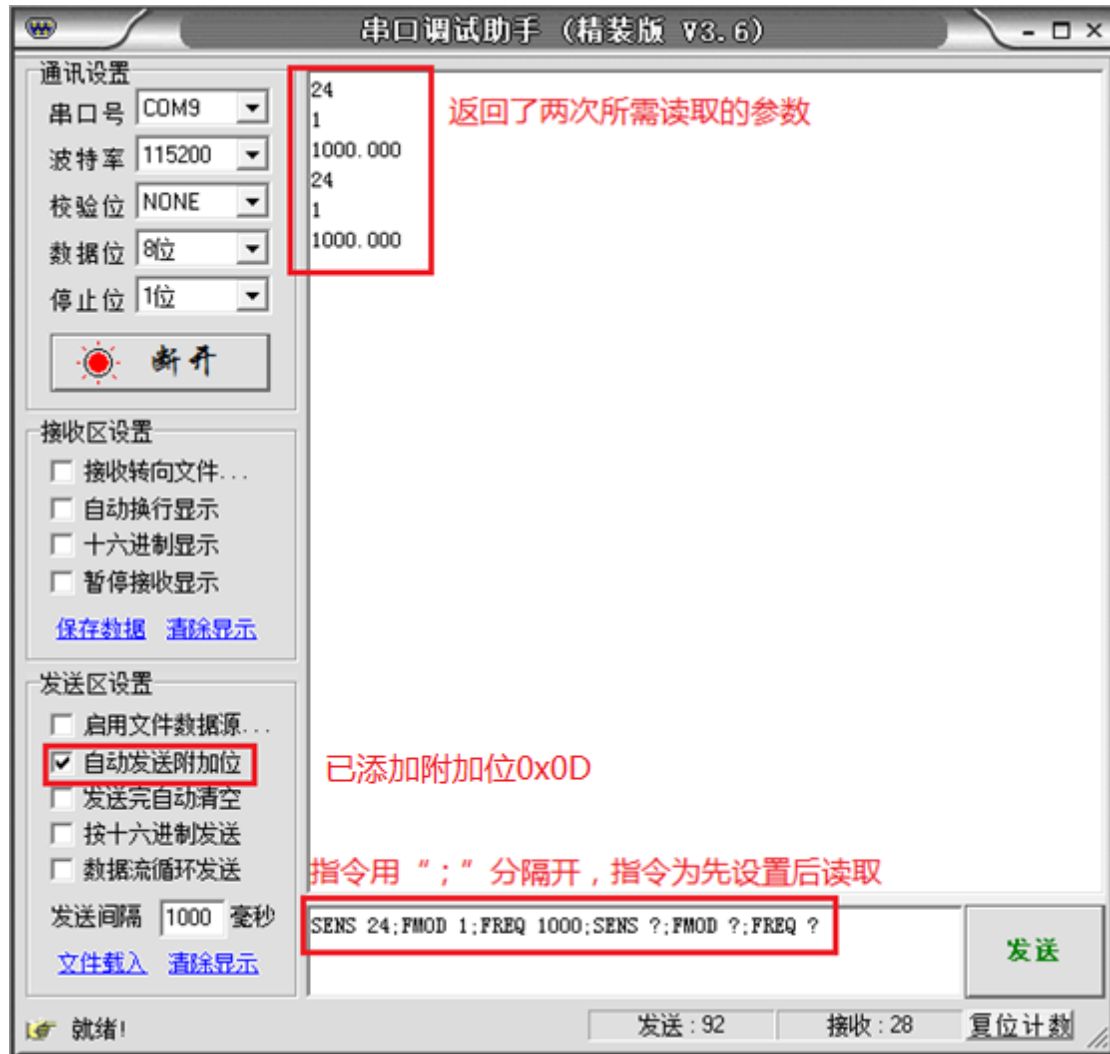 串口调试助手 (精装版 V3.6)
通讯设置
串口号 COM9
波特率 115200
校验位 NONE
数据位 8位
停止位 1位
断开
接收区设置
接收转向文件...
自动换行显示
十六进制显示
暂停接收显示
保存数据 清除显示
发送区设置
启用文件数据源...
自动发送附加位
发送完自动清空
按十六进制发送
数据流循环发送
发送间隔 1000 毫秒
文件载入 清除显示
24
1
1000.000
24
1
1000.000
返回了两次所需读取的参数
已添加附加位0x0D
指令用“;”分隔开,指令为先设置后读取
SENS 24;FMOD 1;FREQ 1000;SENS ?;FMOD ?;FREQ ?
发送
就绪!
发送:92
接收:28
复位计数